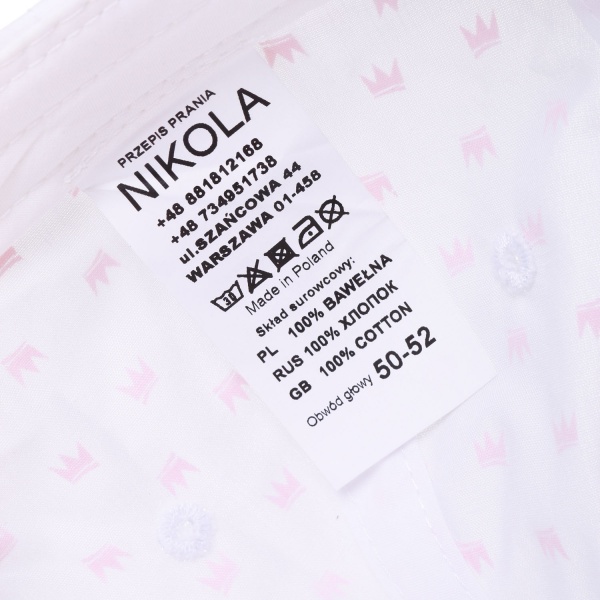 PRZEPIS PRANIA
NIKOLA
+48 881812168
+48 734951738
ul.SZAŃCOWA 44
WARSZAWA 01-458
30
Made in Poland
Skład surowcowy:
PL 100% BAWEŁNA
RUS 100% ХЛОПОК
GB 100% COTTON
Obwód głowy 50-52